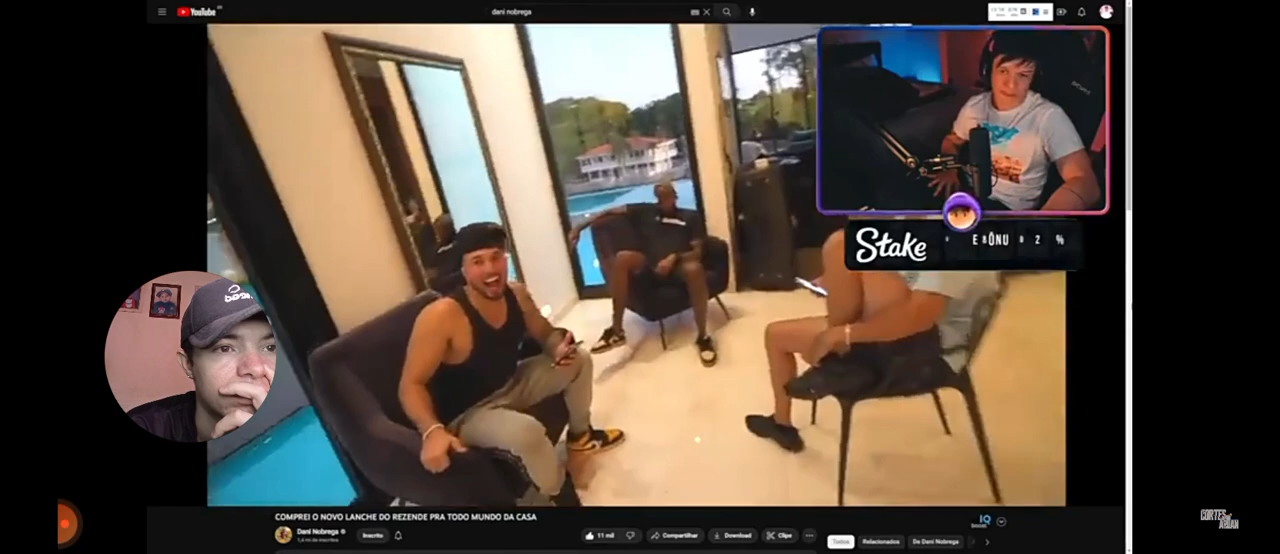 YouTube
dani nobrega
Stake
COMPREI O NOVO LANCHE DO REZENDE PRA TODO MUNDO DA CASA
Dani Nobrega
Inscrito
11 mil
Compartilhar
Download
Clipe
Todos
Relacionados
De Dani Nobrega
IQ
CORTES